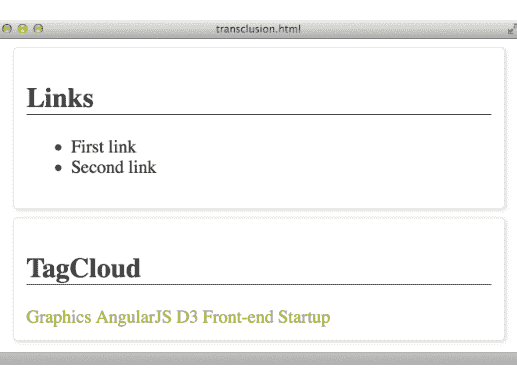 transclusion.html
Links
• First link
• Second link
TagCloud
Graphics AngularJS D3 Front-end Startup